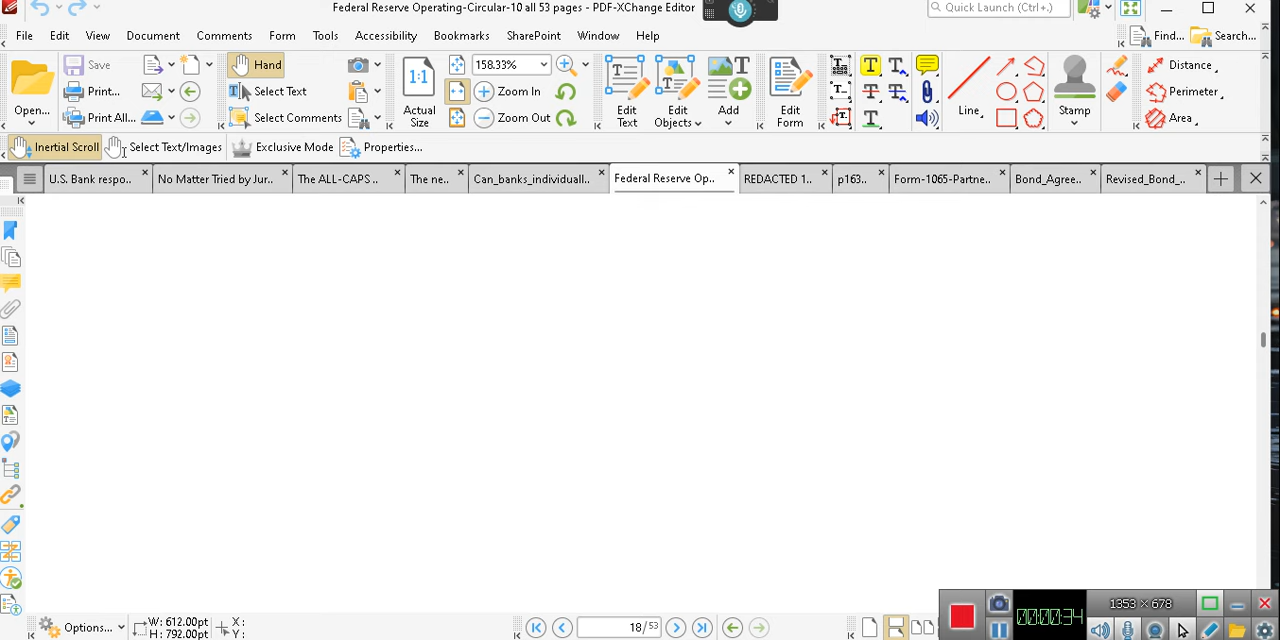 Federal Reserve Operating-Circular-10 all 53 pages - PDF-XChange Editor
Quick Launch (Ctrl+.)
File Edit View Document Comments Form Tools Accessibility Bookmarks SharePoint Window Help
Find... Search...
Save Hand 158.33% Distance
Open... Print... Select Text Actual Size Zoom In Edit Text Edit Objects Add Edit Form Line Stamp Perimeter
Print All... Select Comments Zoom Out Area
1:1
Inertial Scroll Select Text/Images Exclusive Mode Properties...
U.S. Bank respo.. No Matter Tried by Jur.. The ALL-CAPS .. The ne.. Can_banks_individuall.. Federal Reserve Op.. REDACTED 1.. p163.. Form-1065-Partne.. Bond_Agree.. Revised_Bond_..
1353 × 678
00:00:34
Options... W: 612.00pt X:
H: 792.00pt Y:
18/53